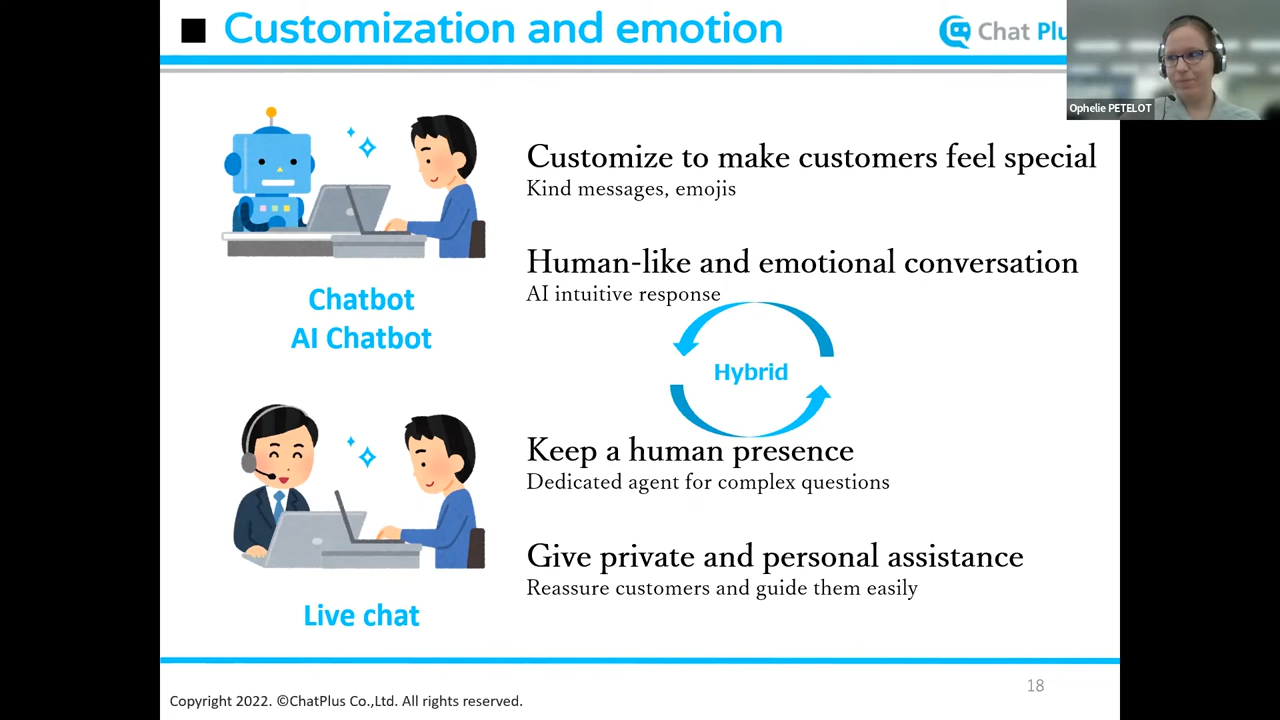 Customization and emotion
Chat Plu
Ophelie PETELOT
Customize to make customers feel special
Kind messages, emojis
Human-like and emotional conversation
AI intuitive response
Chatbot
AI Chatbot
Hybrid
Keep a human presence
Dedicated agent for complex questions
Give private and personal assistance
Reassure customers and guide them easily
Live chat
18
Copyright 2022. ©ChatPlus Co.,Ltd. All rights reserved.